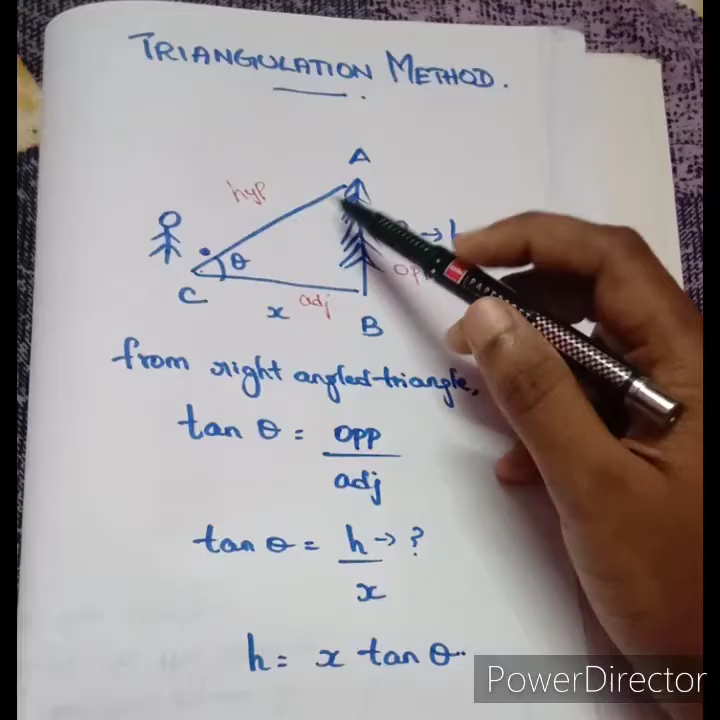 TRIANGULATION METHOD.
A
hyp
→ h
θ
opp
C
x adj
B
from right angled triangle,
tan θ = opp
adj
tan θ = h → ?
x
h = x tan θ
PowerDirector